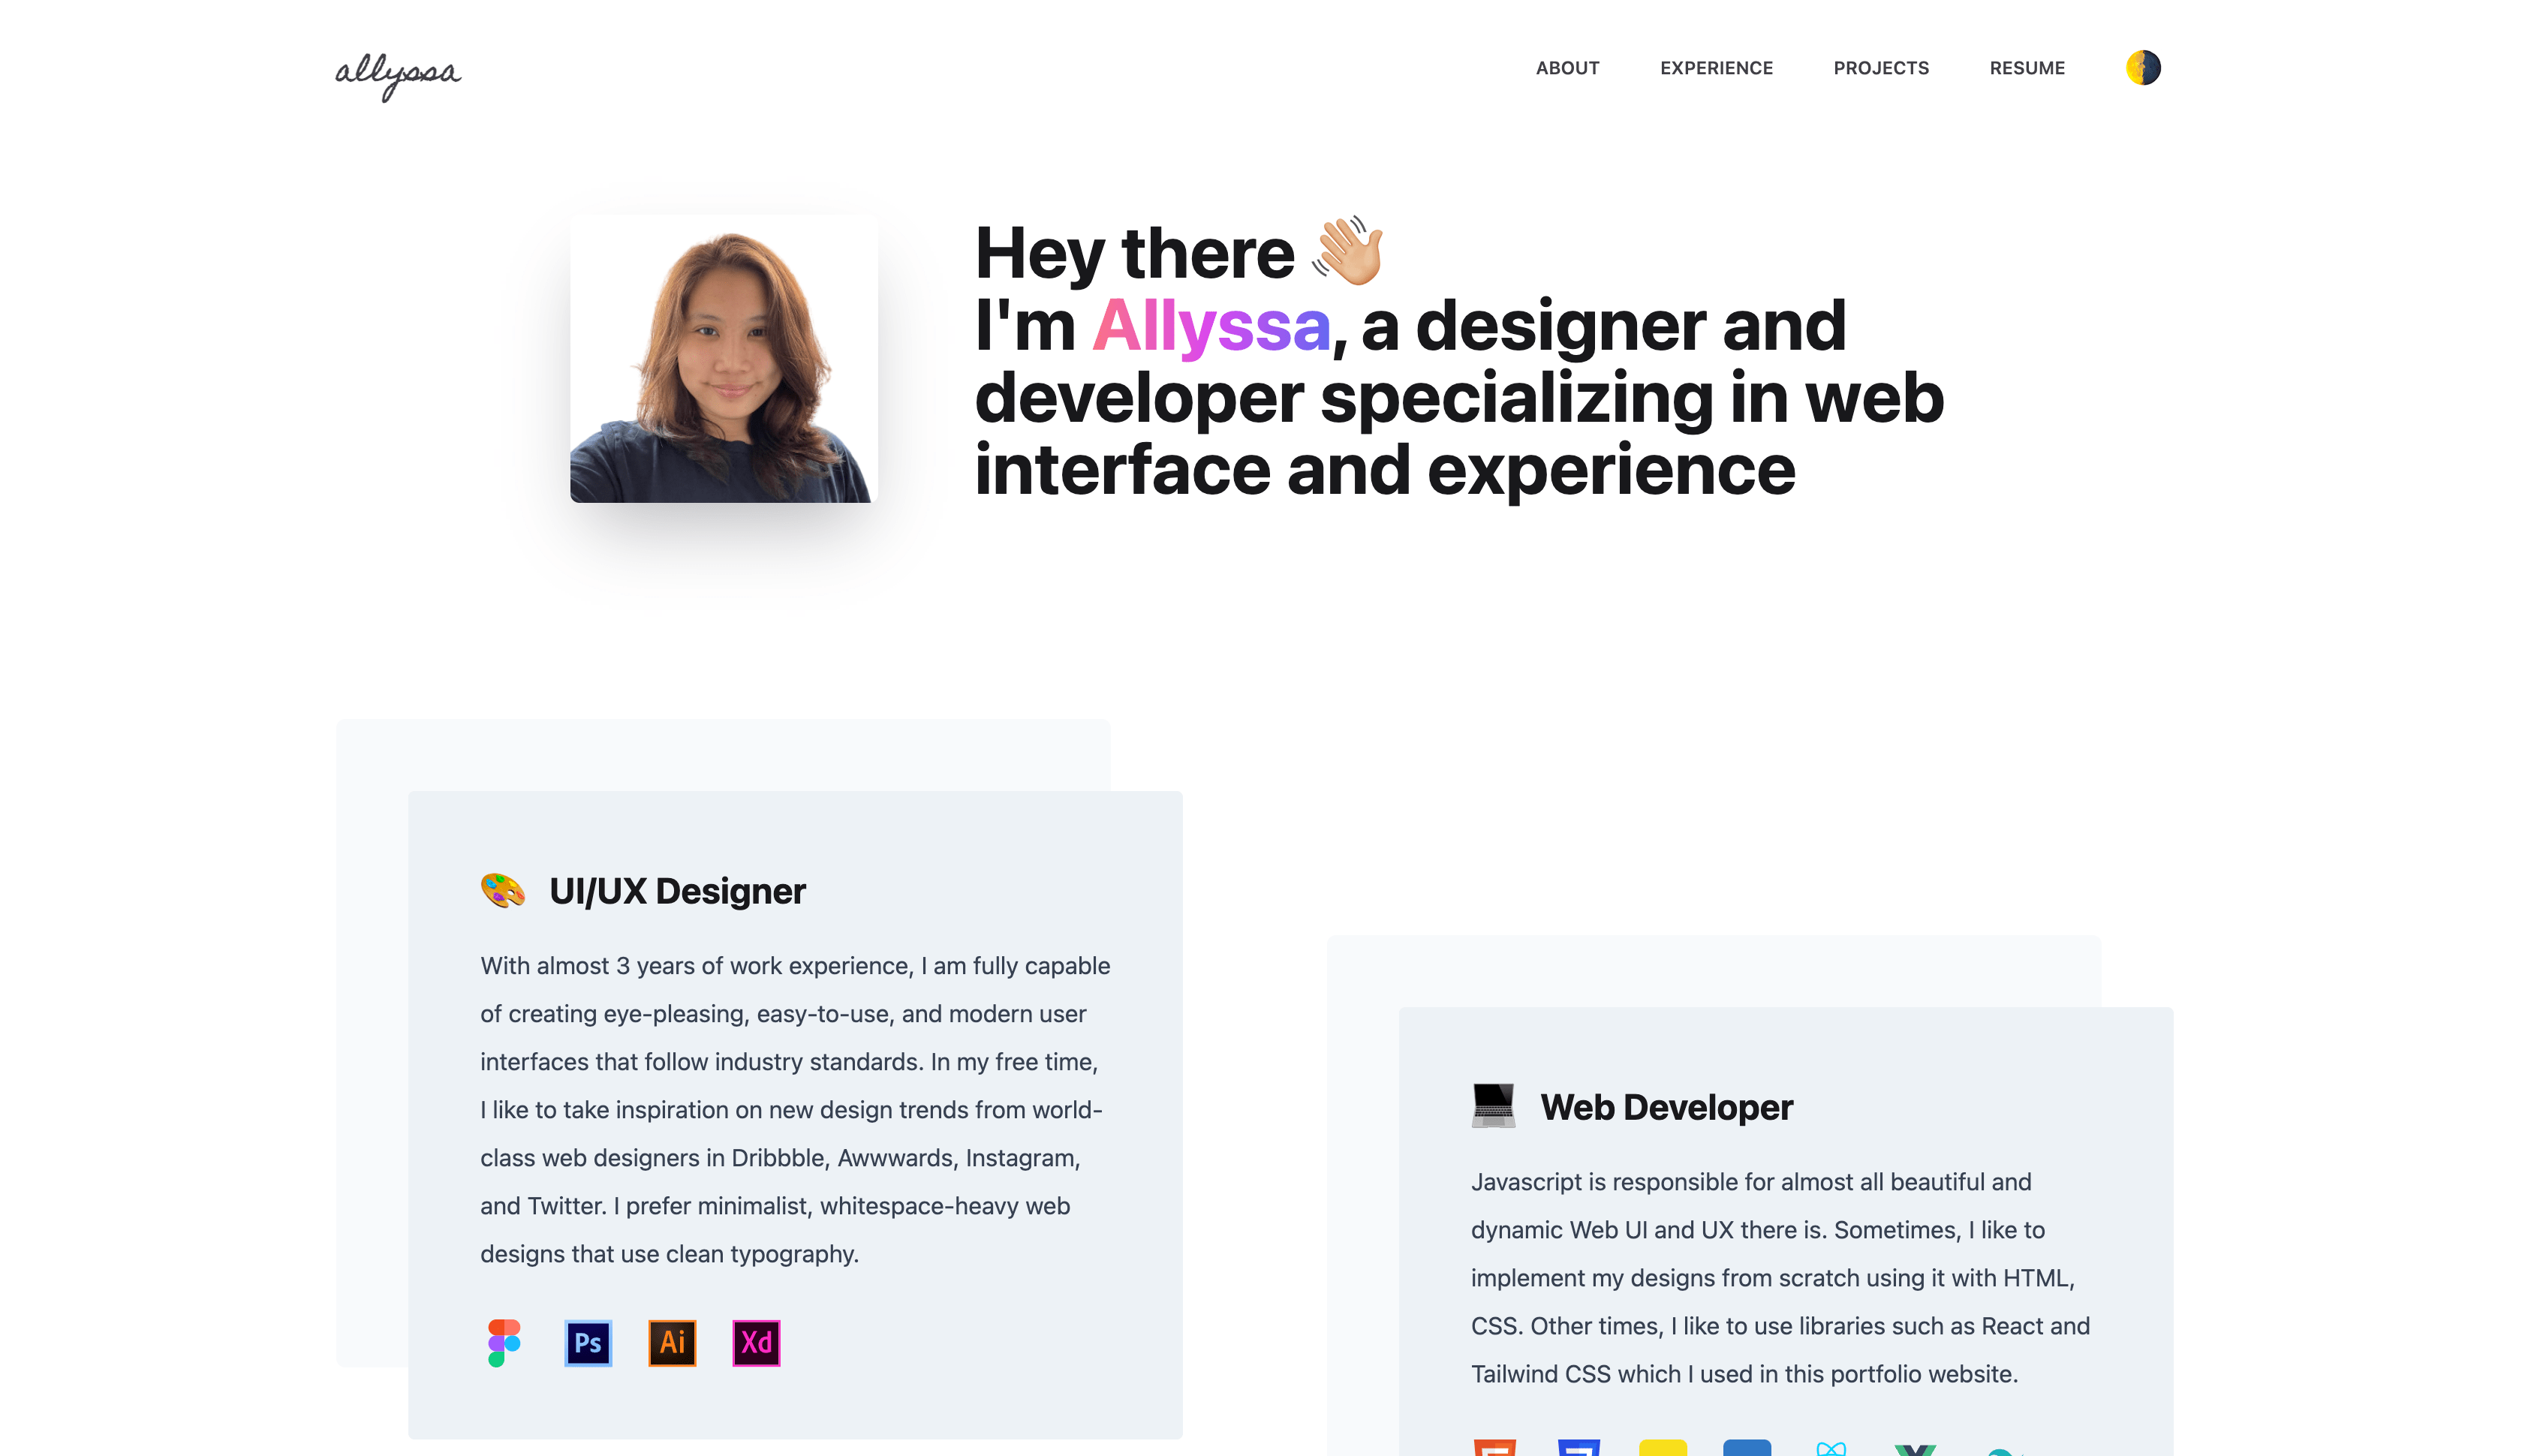 allyssa
ABOUT EXPERIENCE PROJECTS RESUME
Hey there
I'm Allyssa, a designer and
developer specializing in web
interface and experience
UI/UX Designer
With almost 3 years of work experience, I am fully capable
of creating eye-pleasing, easy-to-use, and modern user
interfaces that follow industry standards. In my free time,
I like to take inspiration on new design trends from world-
class web designers in Dribbble, Awwwards, Instagram,
and Twitter. I prefer minimalist, whitespace-heavy web
designs that use clean typography.
Ps Ai Xd
Web Developer
Javascript is responsible for almost all beautiful and
dynamic Web UI and UX there is. Sometimes, I like to
implement my designs from scratch using it with HTML,
CSS. Other times, I like to use libraries such as React and
Tailwind CSS which I used in this portfolio website.